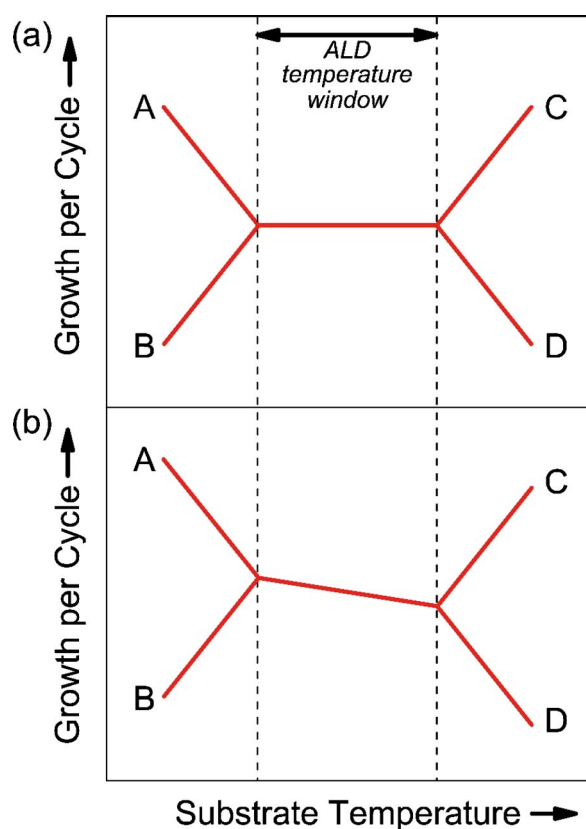 (a)
ALD
temperature
window
A
C
B
D
Growth per Cycle
(b)
A
C
B
D
Growth per Cycle
Substrate Temperature